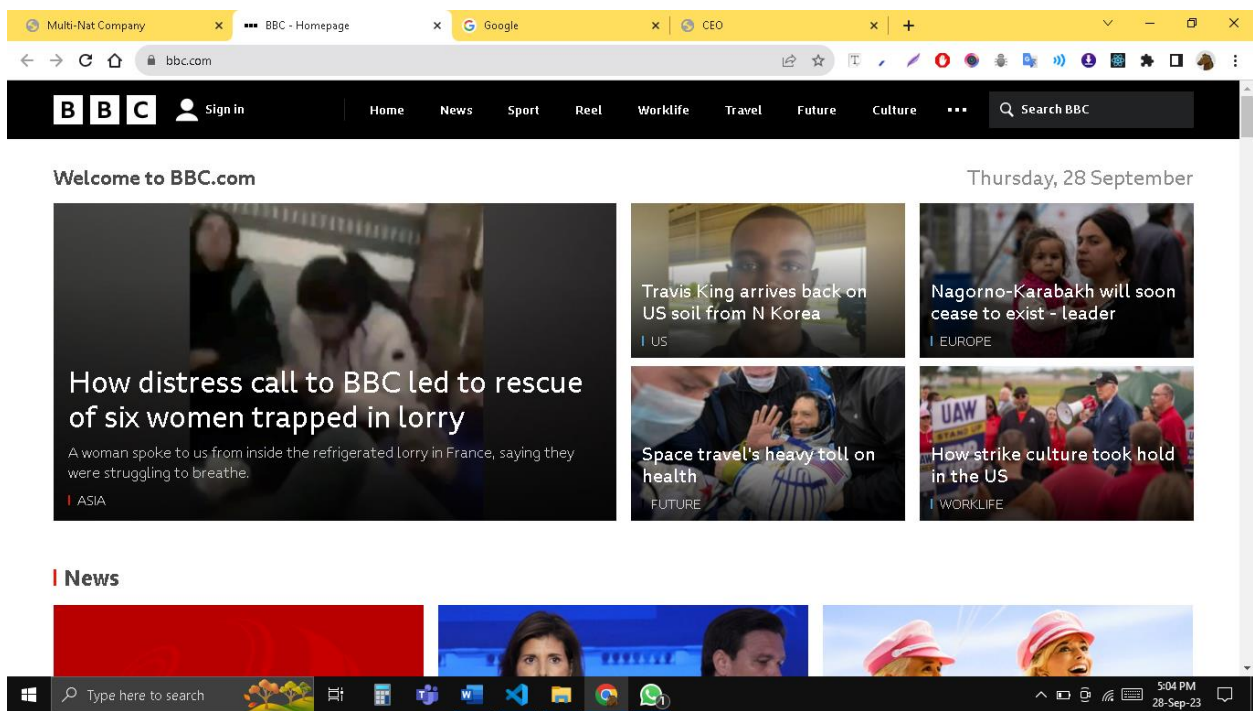 Multi-Nat Company
BBC - Homepage
Google
CEO
bbc.com
BBC Sign in Home News Sport Reel Worklife Travel Future Culture Search BBC
Welcome to BBC.com
Thursday, 28 September
How distress call to BBC led to rescue
of six women trapped in lorry
A woman spoke to us from inside the refrigerated lorry in France, saying they
were struggling to breathe.
ASIA
Travis King arrives back on
US soil from N Korea
US
Nagorno-Karabakh will soon
cease to exist - leader
EUROPE
Space travel's heavy toll on
health
FUTURE
UAW
STAND UP
How strike culture took hold
in the US
WORKLIFE
News
Type here to search
5:04 PM
28-Sep-23